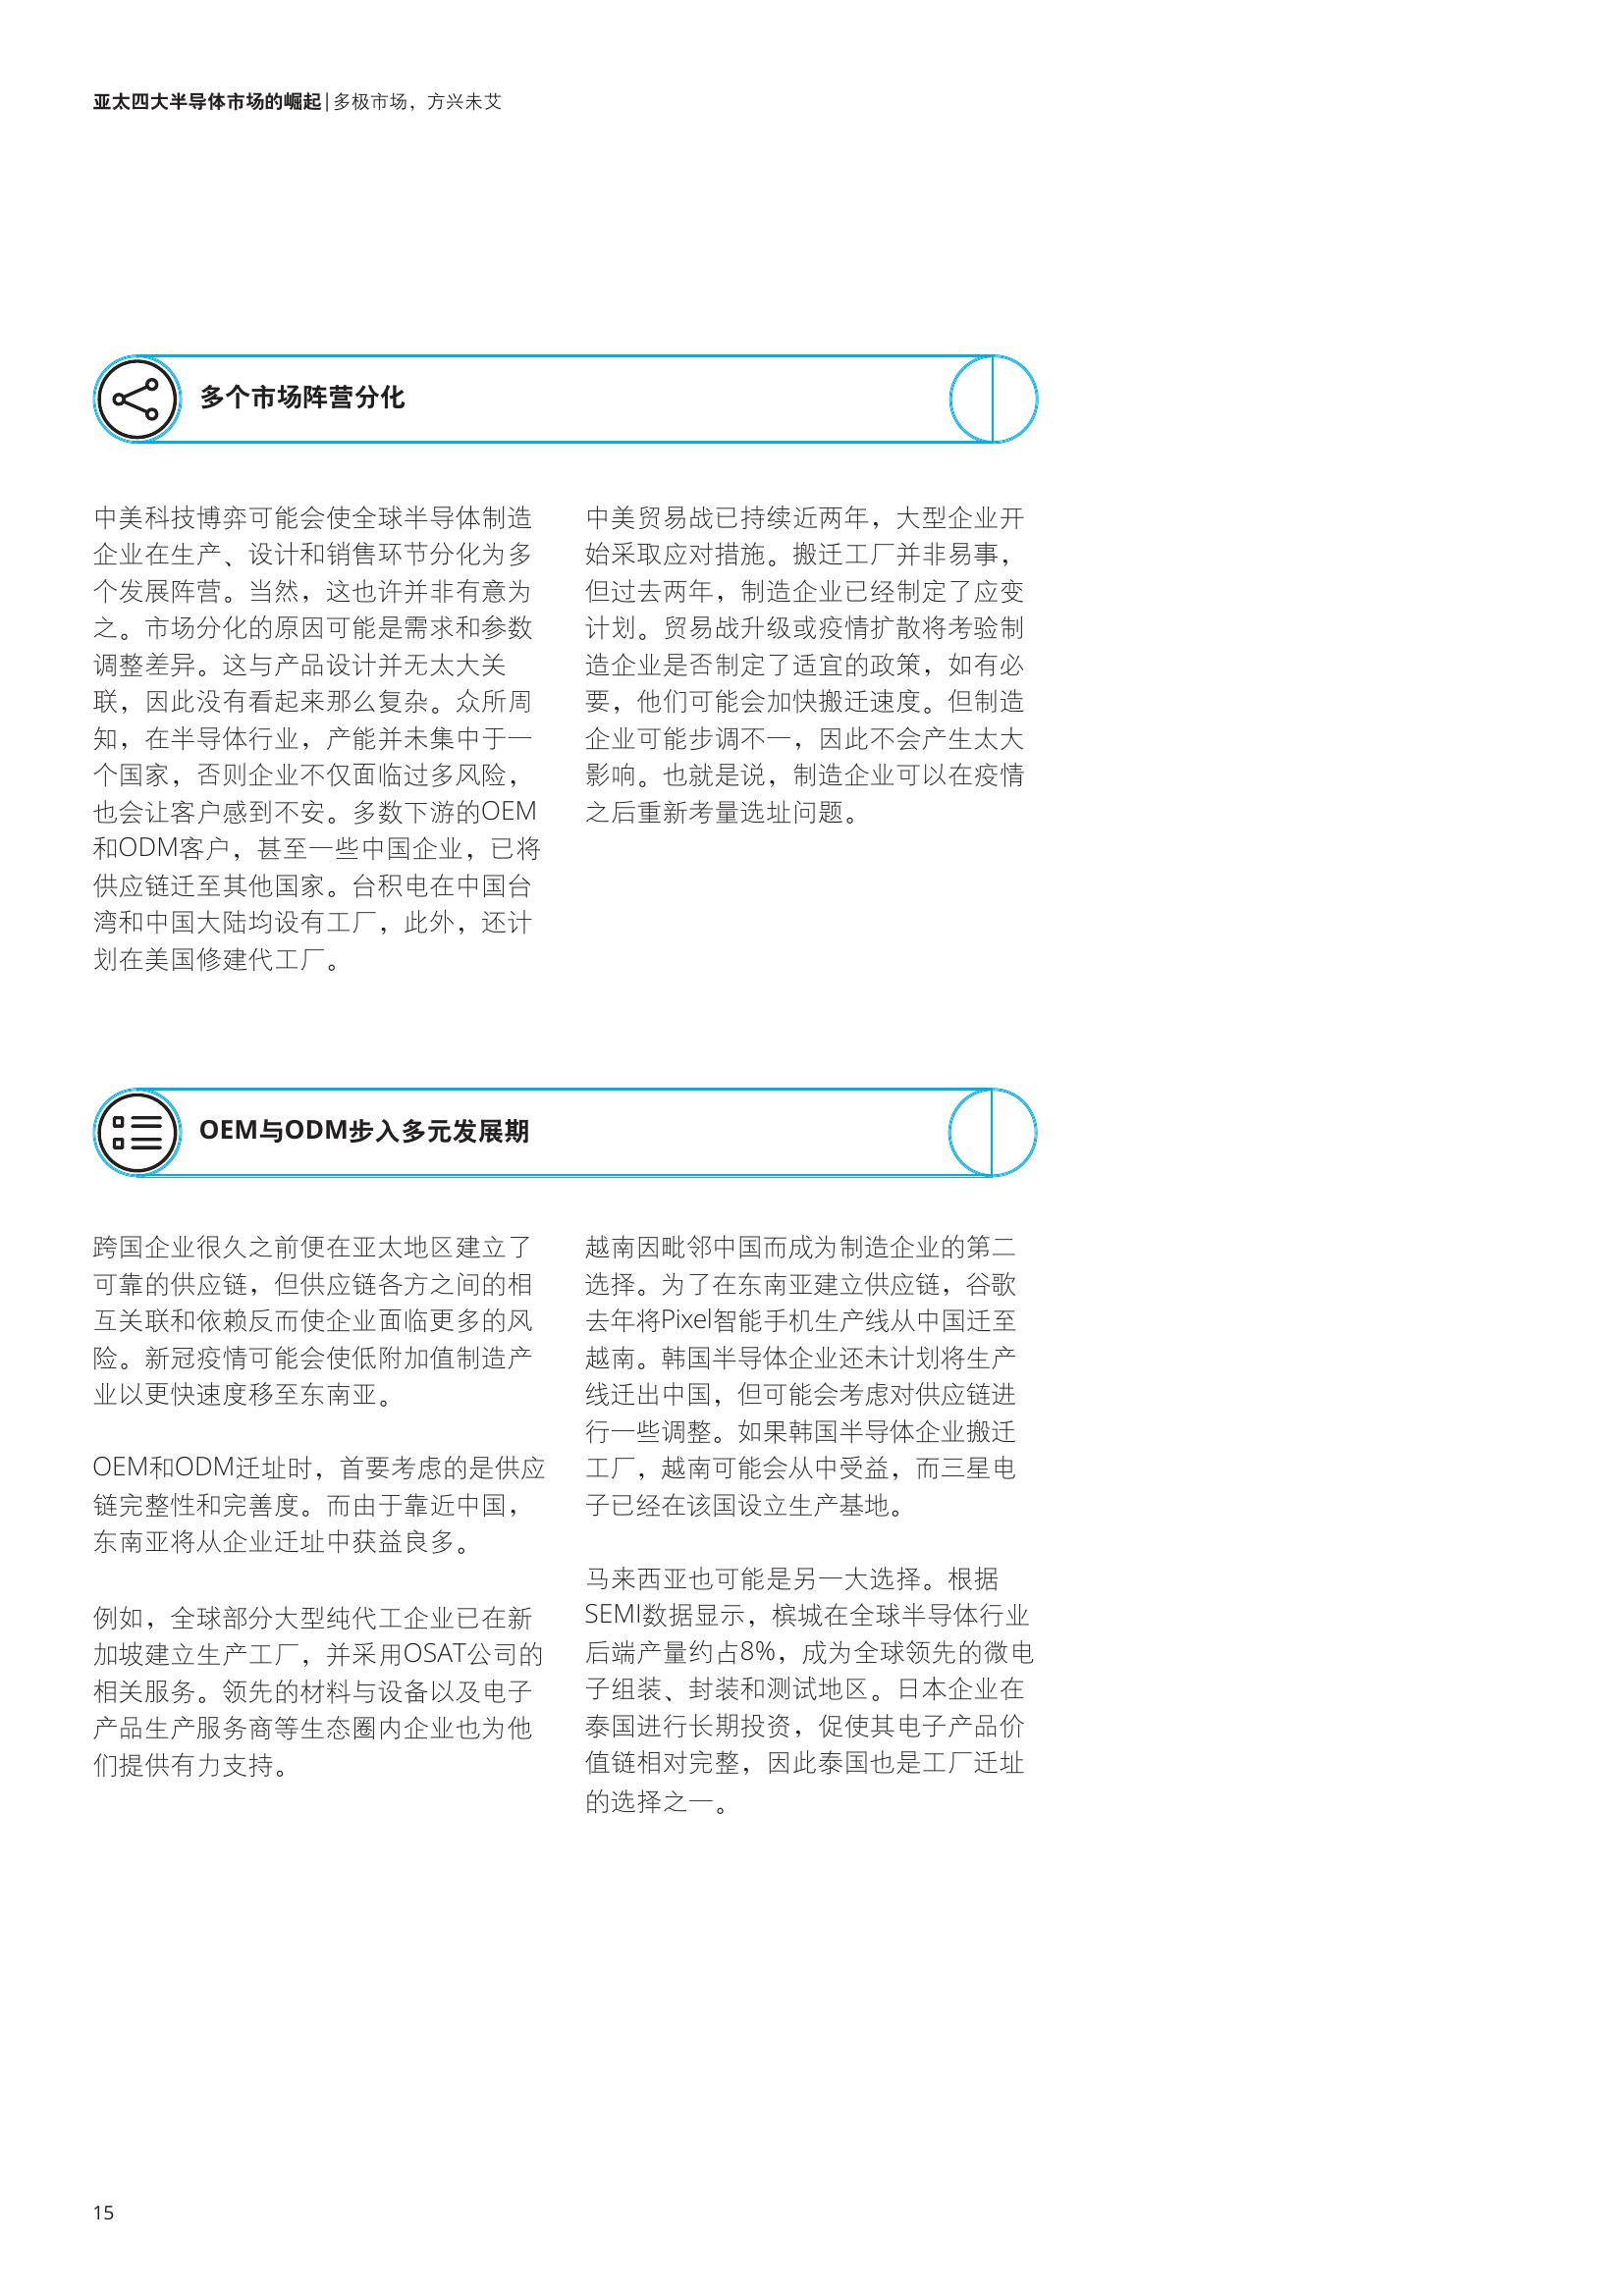 亚太四大半导体市场的崛起|多极市场，方兴未艾
多个市场阵营分化
中美科技博弈可能会使全球半导体制造
企业在生产、设计和销售环节分化为多
个发展阵营。当然，这也许并非有意为
之。市场分化的原因可能是需求和参数
调整差异。这与产品设计并无太大关
联，因此没有看起来那么复杂。众所周
知，在半导体行业，产能并未集中于一
个国家，否则企业不仅面临过多风险，
也会让客户感到不安。多数下游的OEM
和ODM客户，甚至一些中国企业，已将
供应链迁至其他国家。台积电在中国台
湾和中国大陆均设有工厂，此外，还计
划在美国修建代工厂。
中美贸易战已持续近两年，大型企业开
始采取应对措施。搬迁工厂并非易事，
但过去两年，制造企业已经制定了应变
计划。贸易战升级或疫情扩散将考验制
造企业是否制定了适宜的政策，如有必
要，他们可能会加快搬迁速度。但制造
企业可能步调不一，因此不会产生太大
影响。也就是说，制造企业可以在疫情
之后重新考量选址问题。
OEM与ODM步入多元发展期
跨国企业很久之前便在亚太地区建立了
可靠的供应链，但供应链各方之间的相
互关联和依赖反而使企业面临更多的风
险。新冠疫情可能会使低附加值制造产
业以更快速度移至东南亚。
OEM和ODM迁址时，首要考虑的是供应
链完整性和完善度。而由于靠近中国，
东南亚将从企业迁址中获益良多。
例如，全球部分大型纯代工企业已在新
加坡建立生产工厂，并采用OSAT公司的
相关服务。领先的材料与设备以及电子
产品生产服务商等生态圈内企业也为他
们提供有力支持。
越南因毗邻中国而成为制造企业的第二
选择。为了在东南亚建立供应链，谷歌
去年将Pixel智能手机生产线从中国迁至
越南。韩国半导体企业还未计划将生产
线迁出中国，但可能会考虑对供应链进
行一些调整。如果韩国半导体企业搬迁
工厂，越南可能会从中受益，而三星电
子已经在该国设立生产基地。
马来西亚也可能是另一大选择。根据
SEMI数据显示，槟城在全球半导体行业
后端产量约占8%，成为全球领先的微电
子组装、封装和测试地区。日本企业在
泰国进行长期投资，促使其电子产品价
值链相对完整，因此泰国也是工厂迁址
的选择之一。
15